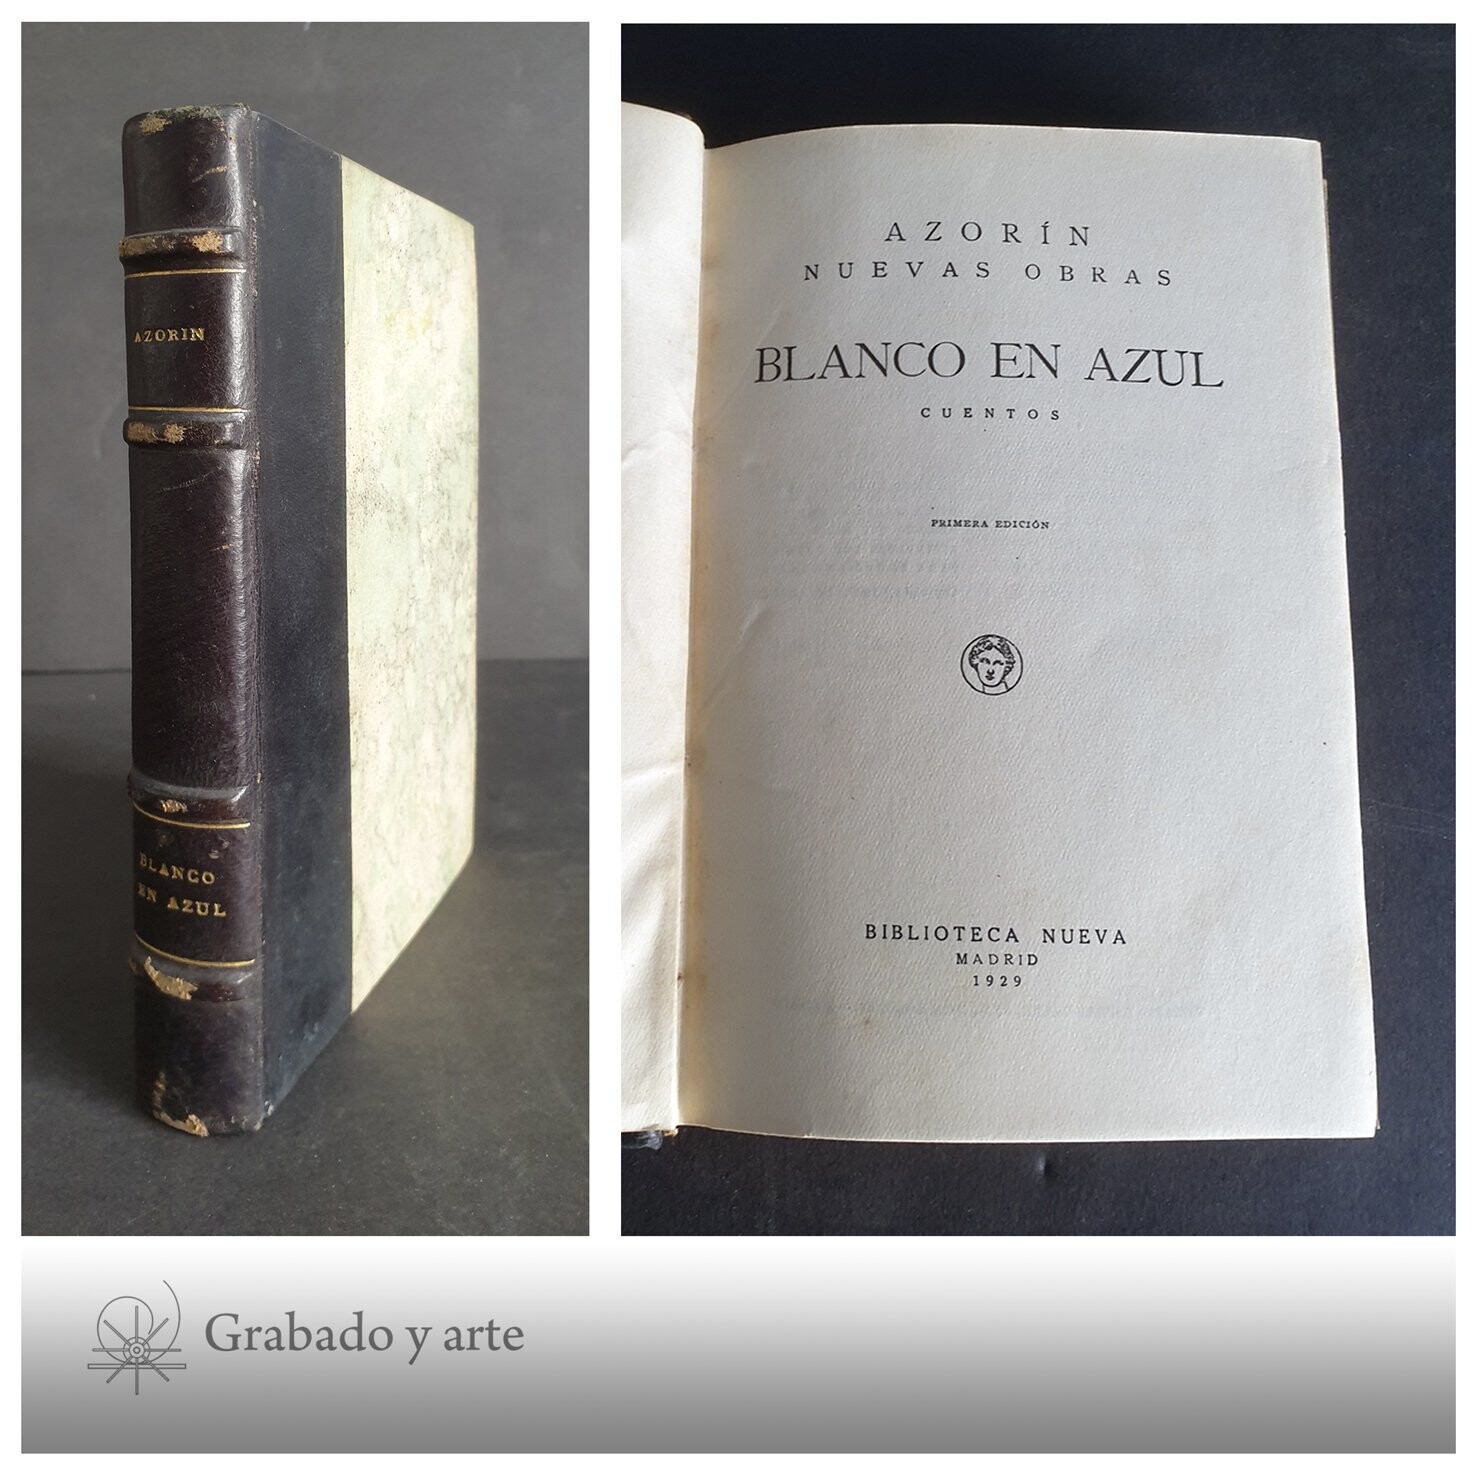 AZORIN
BLANCO
EN AZUL
AZORÍN
NUEVAS OBRAS
BLANCO EN AZUL
CUENTOS
PRIMERA EDICIÓN
BIBLIOTECA NUEVA
MADRID
1929
Grabado y arte